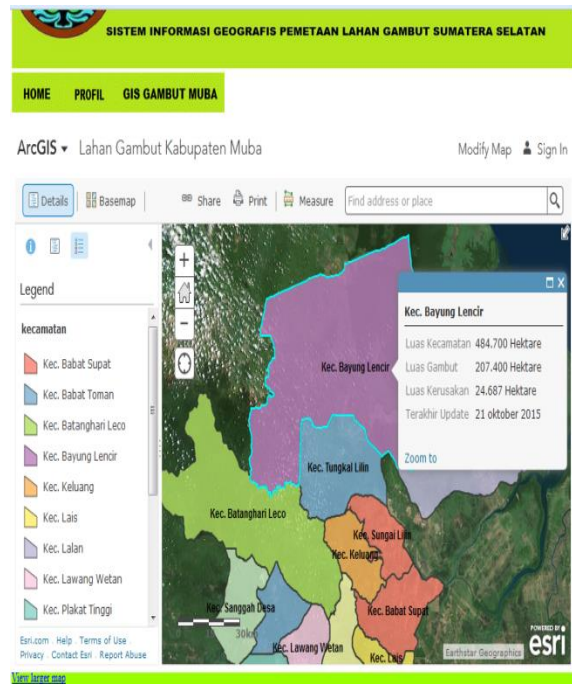 SISTEM INFORMASI GEOGRAFIS PEMETAAN LAHAN GAMBUT SUMATERA SELATAN
HOME PROFIL GIS GAMBUT MUBA
ArcGIS Lahan Gambut Kabupaten Muba Modify Map Sign In
Details Basemap Share Print Measure Find address or place
Legend
kecamatan
Kec. Babat Supat
Kec. Babat Toman
Kec. Batanghari Leco
Kec. Bayung Lencir
Kec. Keluang
Kec. Lais
Kec. Lalan
Kec. Lawang Wetan
Kec. Plakat Tinggi
Esri.com Help Terms of Use
Privacy Contact Esri Report Abuse
+
−
Kec. Bayung Lencir
Kec. Bayung Lencir
Luas Kecamatan 484.700 Hektare
Luas Gambut 207.400 Hektare
Luas Kerusakan 24.687 Hektare
Terakhir Update 21 oktober 2015
Zoom to
Kec. Tungkal Lilin
Kec. Batanghari Leco
Kec. Sungai Lilin
Kec. Keluang
Kec. Sanggah Desa
Kec. Babat Supat
30km
Kec. Lawang Wetan
Kec. Lais
Earthstar Geographics
POWERED BY
esri
View larger map